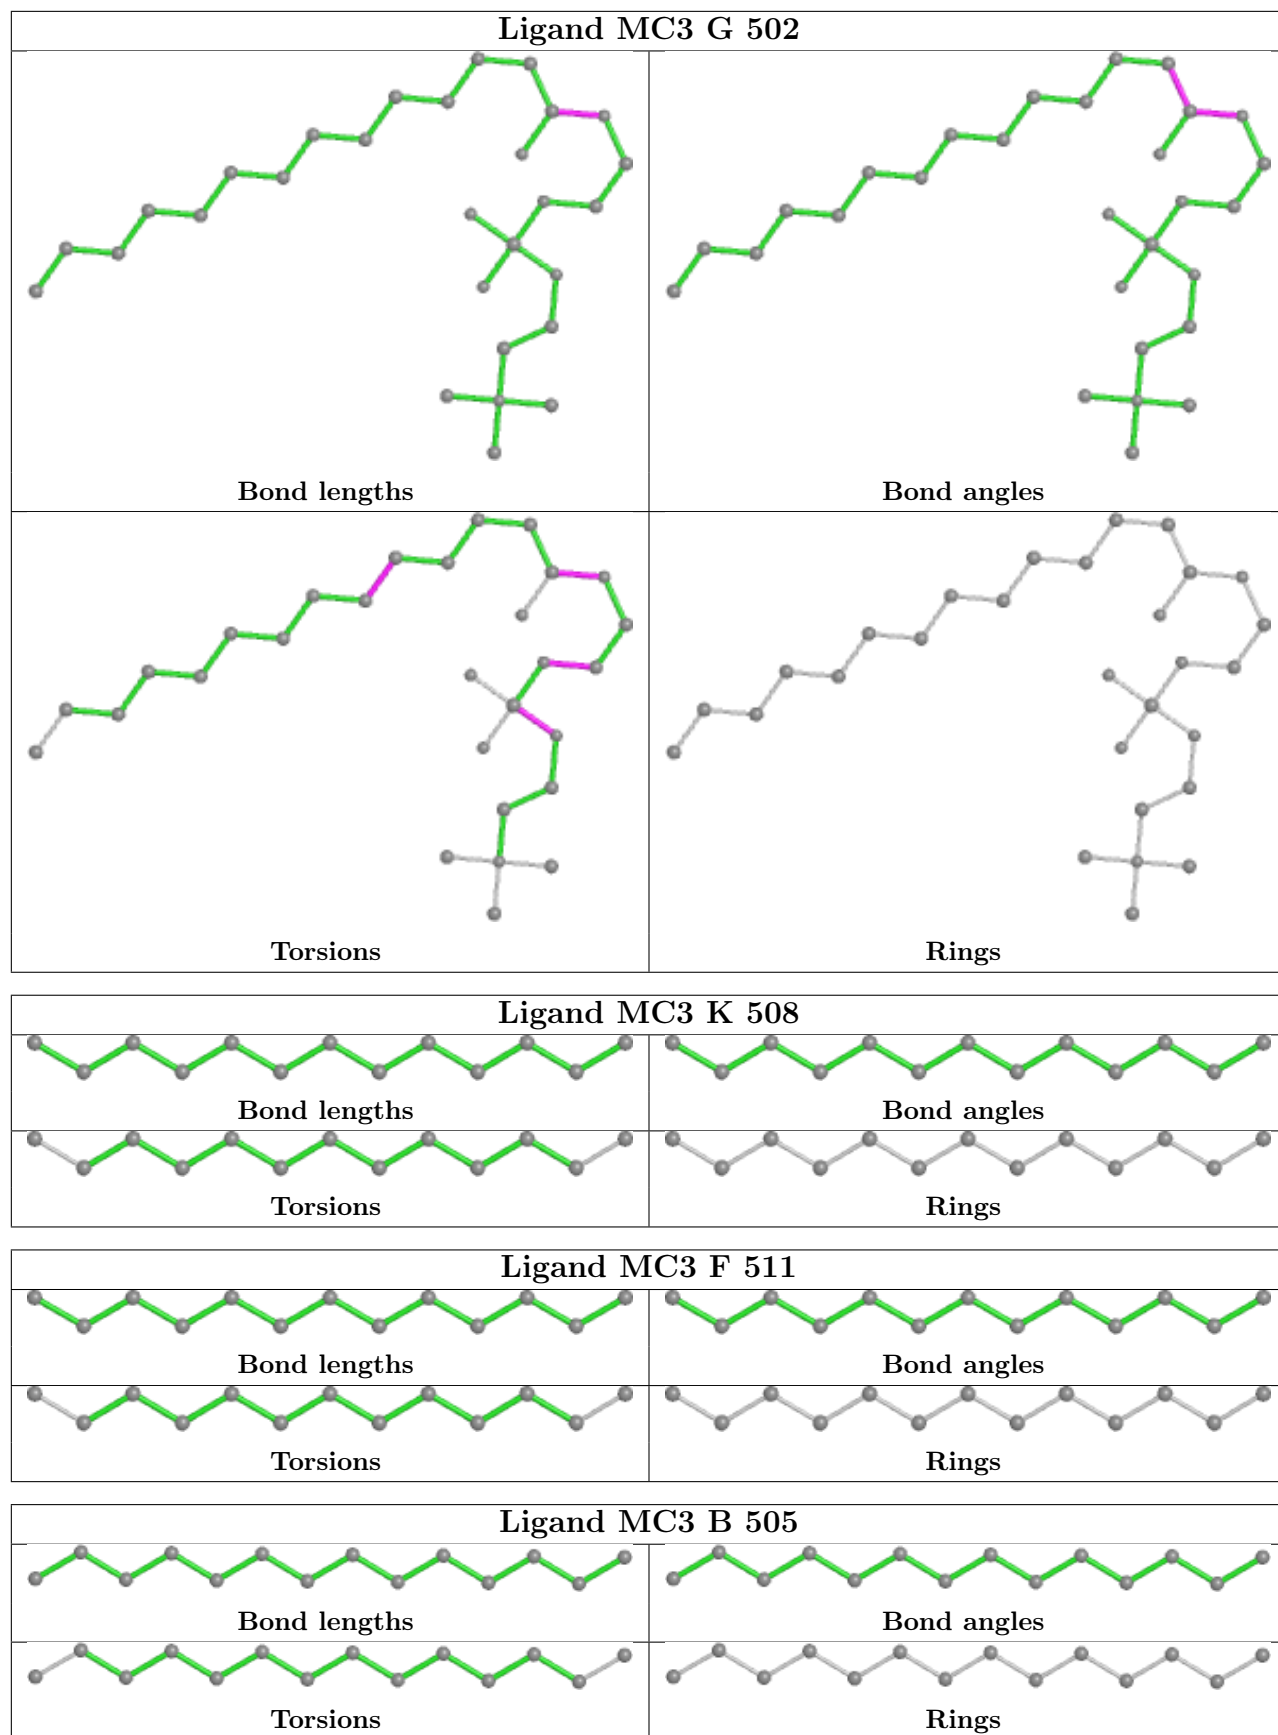 Ligand MC3 G 502
Bond lengths
Bond angles
Torsions
Rings
Ligand MC3 K 508
Bond lengths
Bond angles
Torsions
Rings
Ligand MC3 F 511
Bond lengths
Bond angles
Torsions
Rings
Ligand MC3 B 505
Bond lengths
Bond angles
Torsions
Rings